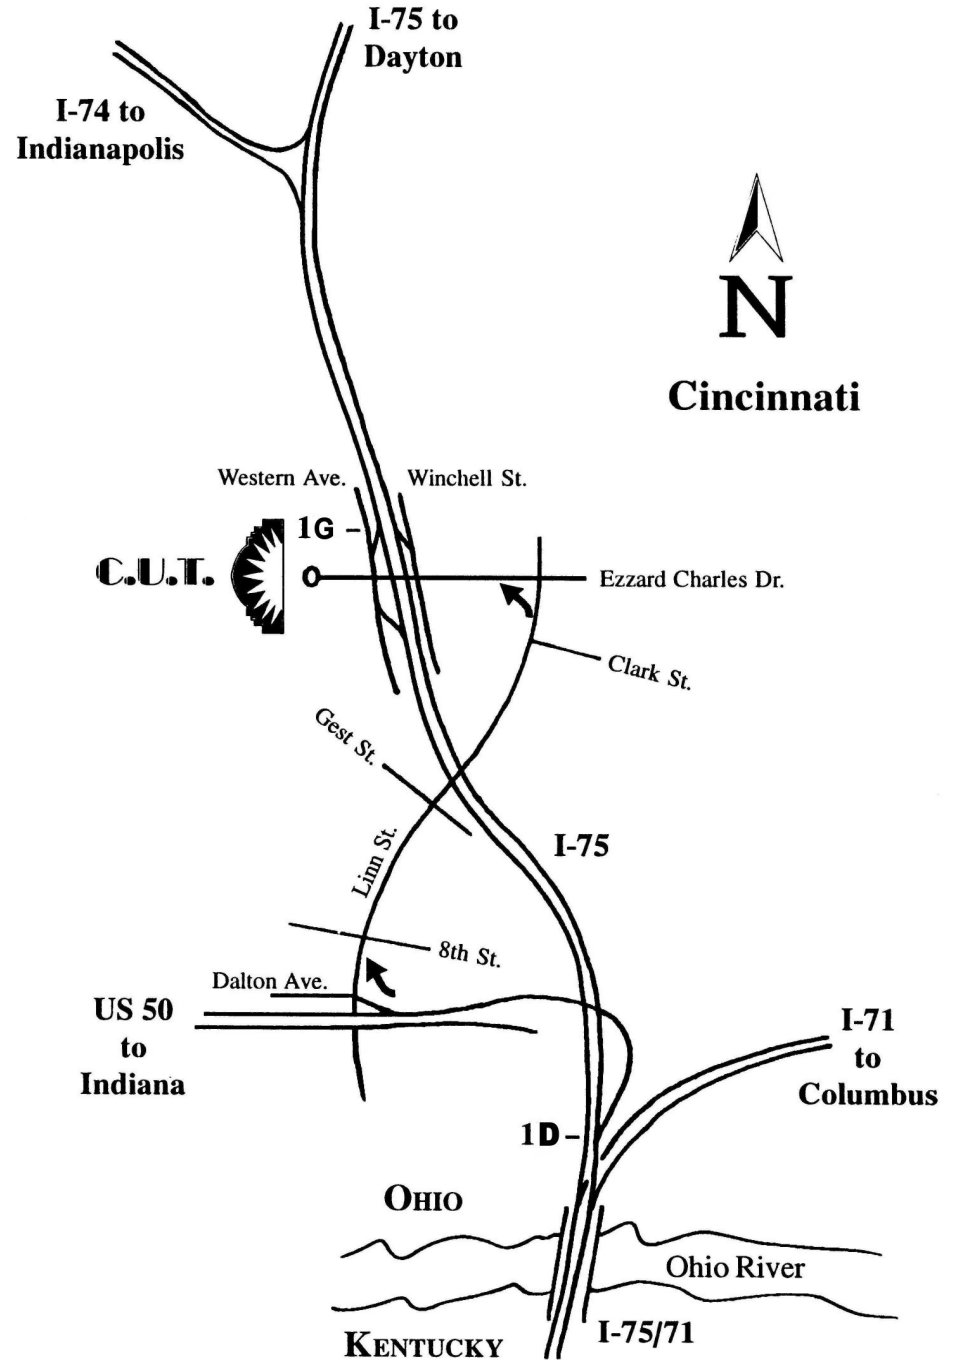 I-75 to
Dayton
I-74 to
Indianapolis
N
Cincinnati
Western Ave.
Winchell St.
1G
C.U.T.
Ezzard Charles Dr.
Clark St.
Gest St.
I-75
Linn St.
8th St.
Dalton Ave.
US 50
to
Indiana
I-71
to
Columbus
1D
OHIO
Ohio River
I-75/71
KENTUCKY